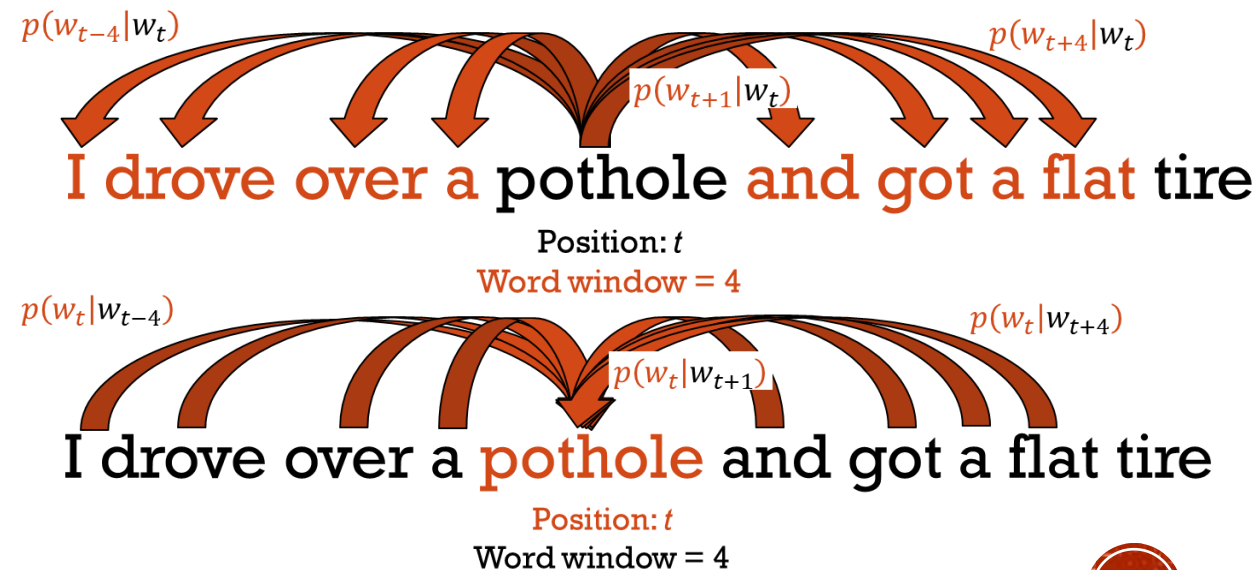 p(w_{t−4}|w_t)
p(w_{t+4}|w_t)
p(w_{t+1}|w_t)
I drove over a pothole and got a flat tire
Position: t
Word window = 4
p(w_t|w_{t−4})
p(w_t|w_{t+4})
p(w_t|w_{t+1})
I drove over a pothole and got a flat tire
Position: t
Word window = 4